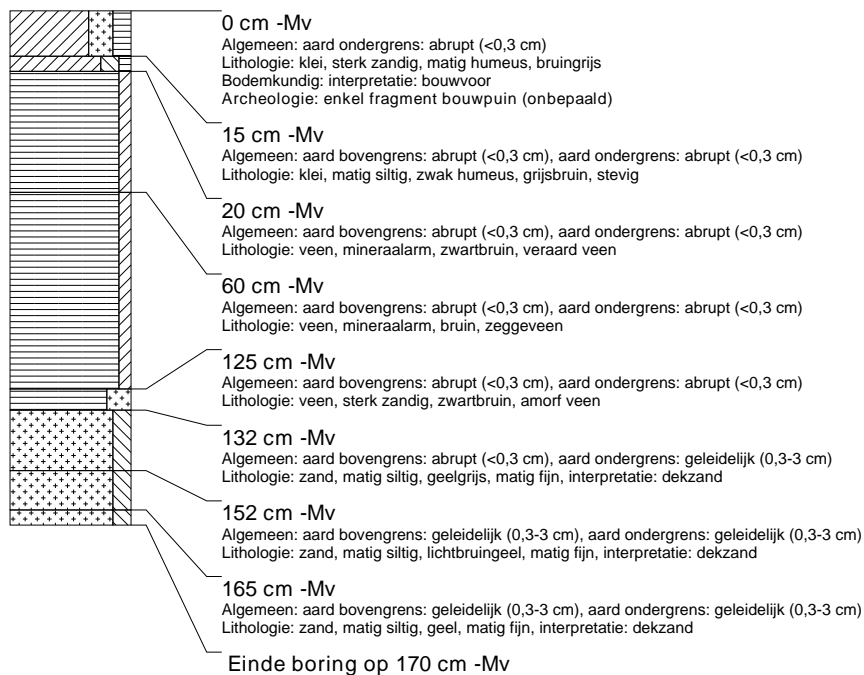 0 cm -Mv
Algemeen: aard ondergrens: abrupt (<0,3 cm)
Lithologie: klei, sterk zandig, matig humeus, bruingrijs
Bodemkundig: interpretatie: bouwvoor
Archeologie: enkel fragment bouwpuin (onbepaald)
15 cm -Mv
Algemeen: aard bovengrens: abrupt (<0,3 cm), aard ondergrens: abrupt (<0,3 cm)
Lithologie: klei, matig siltig, zwak humeus, grijsbruin, stevig
20 cm -Mv
Algemeen: aard bovengrens: abrupt (<0,3 cm), aard ondergrens: abrupt (<0,3 cm)
Lithologie: veen, mineraalarm, zwartbruin, veraard veen
60 cm -Mv
Algemeen: aard bovengrens: abrupt (<0,3 cm), aard ondergrens: abrupt (<0,3 cm)
Lithologie: veen, mineraalarm, bruin, zeggeveen
125 cm -Mv
Algemeen: aard bovengrens: abrupt (<0,3 cm), aard ondergrens: abrupt (<0,3 cm)
Lithologie: veen, sterk zandig, zwartbruin, amorf veen
132 cm -Mv
Algemeen: aard bovengrens: abrupt (<0,3 cm), aard ondergrens: geleidelijk (0,3-3 cm)
Lithologie: zand, matig siltig, geelgrijs, matig fijn, interpretatie: dekzand
152 cm -Mv
Algemeen: aard bovengrens: geleidelijk (0,3-3 cm), aard ondergrens: geleidelijk (0,3-3 cm)
Lithologie: zand, matig siltig, lichtbruingeel, matig fijn, interpretatie: dekzand
165 cm -Mv
Algemeen: aard bovengrens: geleidelijk (0,3-3 cm), aard ondergrens: geleidelijk (0,3-3 cm)
Lithologie: zand, matig siltig, geel, matig fijn, interpretatie: dekzand
Einde boring op 170 cm -Mv